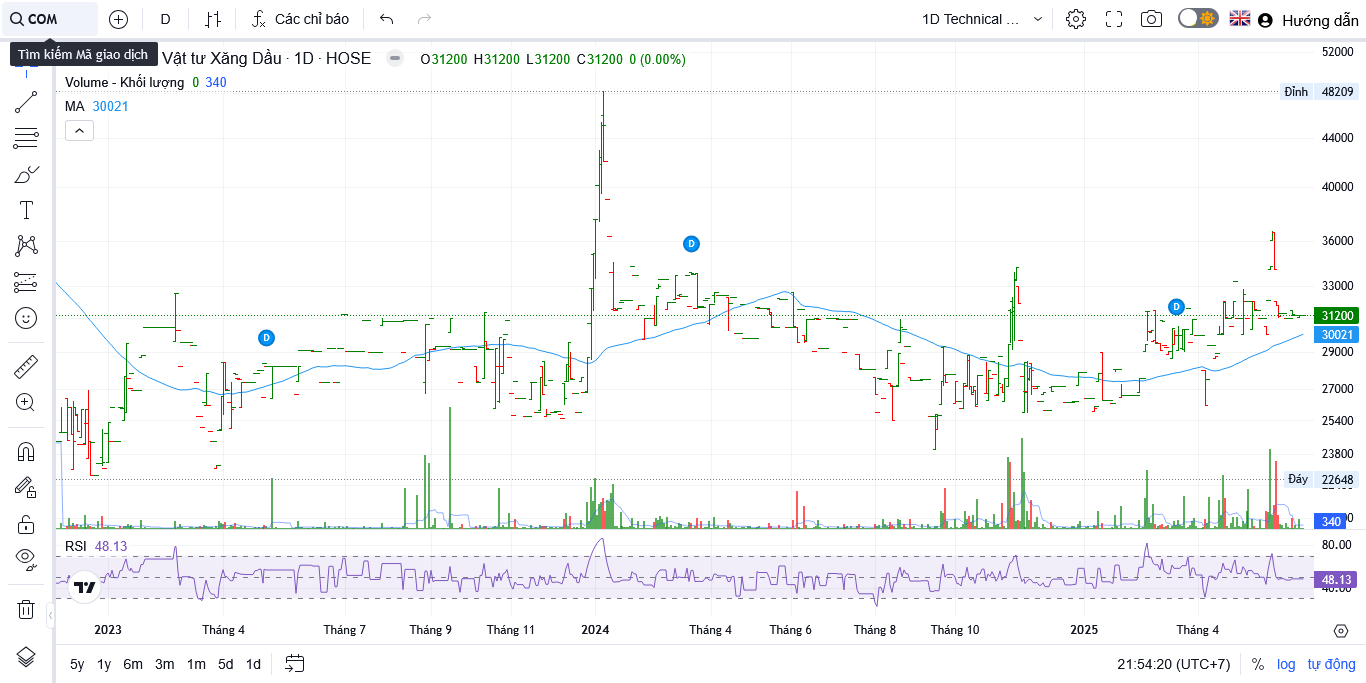 COM
D
Các chỉ báo
1D Technical ...
Hướng dẫn
Tìm kiếm Mã giao dịch
Vật tư Xăng Dầu · 1D · HOSE
O31200 H31200 L31200 C31200 0 (0.00%)
Volume - Khối lượng 0 340
MA 30021
52000
Đỉnh 48209
44000
40000
36000
33000
31200
30021
29000
27000
25400
23800
Đáy 22648
340
D
D
D
T
RSI 48.13
80.00
48.13
40.00
2023
Tháng 4
Tháng 7
Tháng 9
Tháng 11
2024
Tháng 4
Tháng 6
Tháng 8
Tháng 10
2025
Tháng 4
5y 1y 6m 3m 1m 5d 1d
21:54:20 (UTC+7)
% log tự động